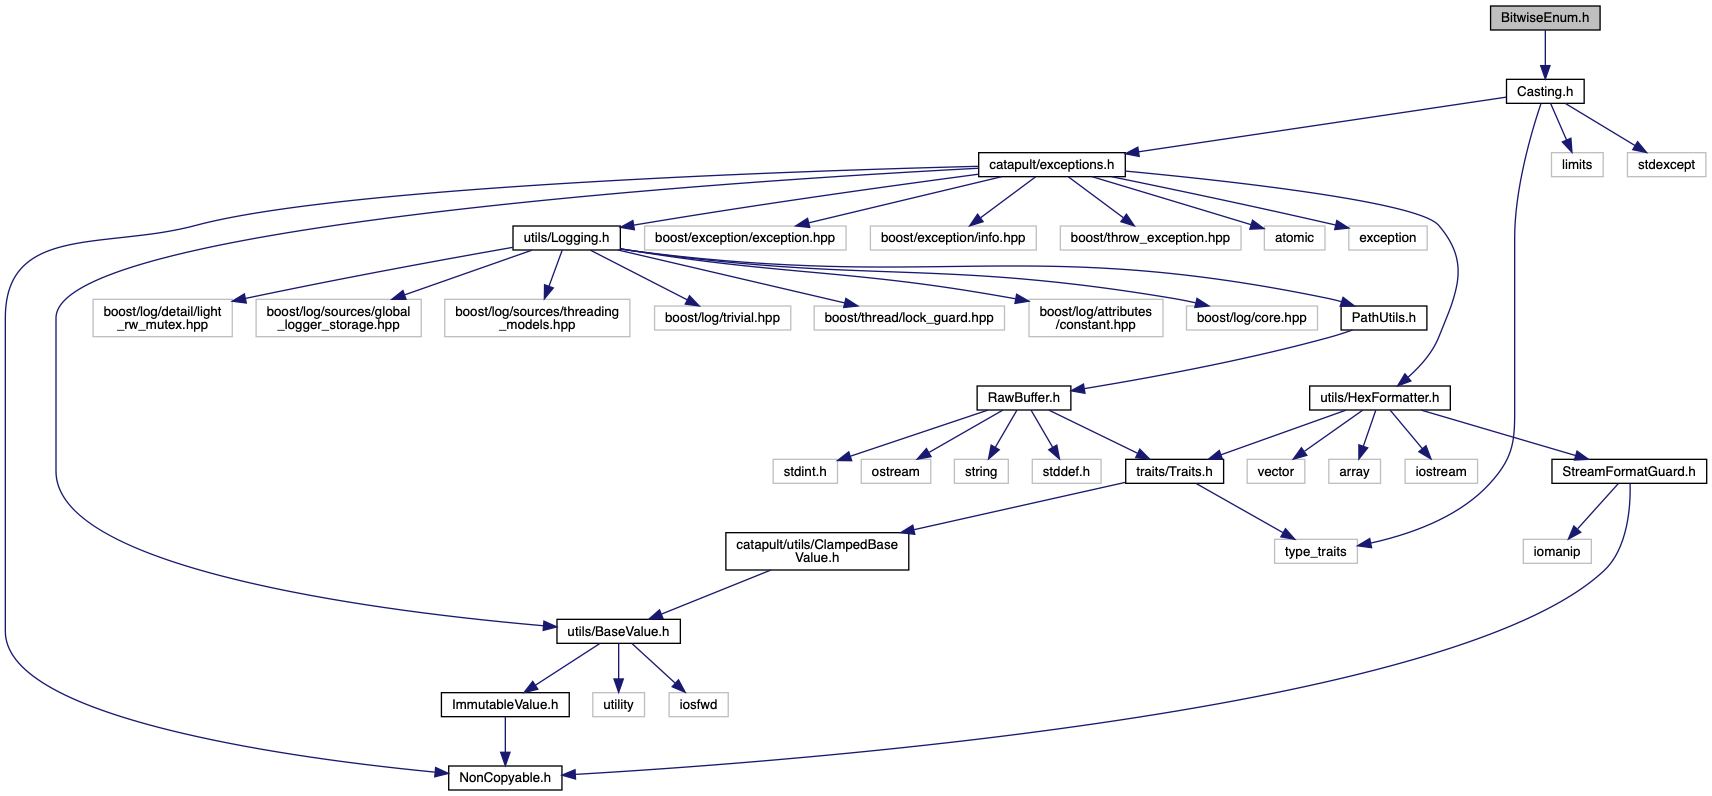 BitwiseEnum.h
Casting.h
catapult/exceptions.h
limits
stdexcept
utils/Logging.h
boost/exception/exception.hpp
boost/exception/info.hpp
boost/throw_exception.hpp
atomic
exception
boost/log/detail/light
_rw_mutex.hpp
boost/log/sources/global
_logger_storage.hpp
boost/log/sources/threading
_models.hpp
boost/log/trivial.hpp
boost/thread/lock_guard.hpp
boost/log/attributes
/constant.hpp
boost/log/core.hpp
PathUtils.h
RawBuffer.h
utils/HexFormatter.h
stdint.h
ostream
string
stddef.h
traits/Traits.h
vector
array
iostream
StreamFormatGuard.h
catapult/utils/ClampedBase
Value.h
type_traits
iomanip
utils/BaseValue.h
ImmutableValue.h
utility
iosfwd
NonCopyable.h